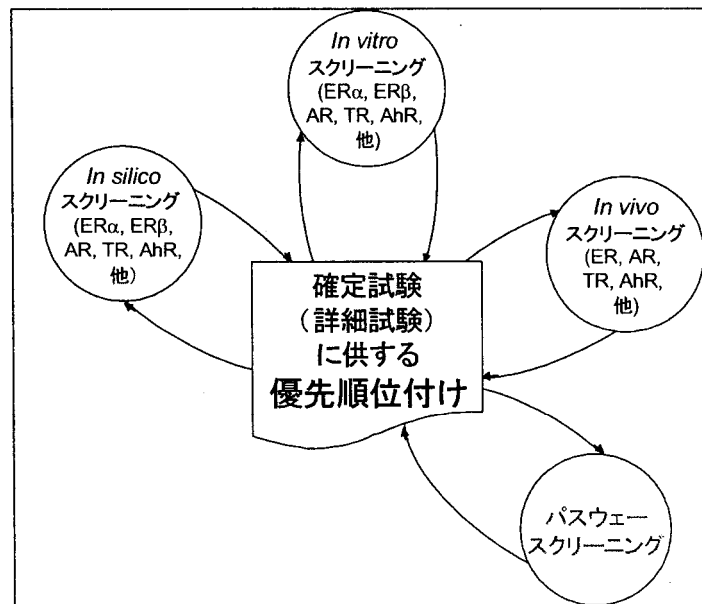 In vitro
スクリーニング
(ERα, ERβ,
AR, TR, AhR,
他)
In silico
スクリーニング
(ERα, ERβ,
AR, TR, AhR,
他)
In vivo
スクリーニング
(ER, AR,
TR, AhR,
他)
確定試験
(詳細試験)
に供する
優先順位付け
パスウェー
スクリーニング